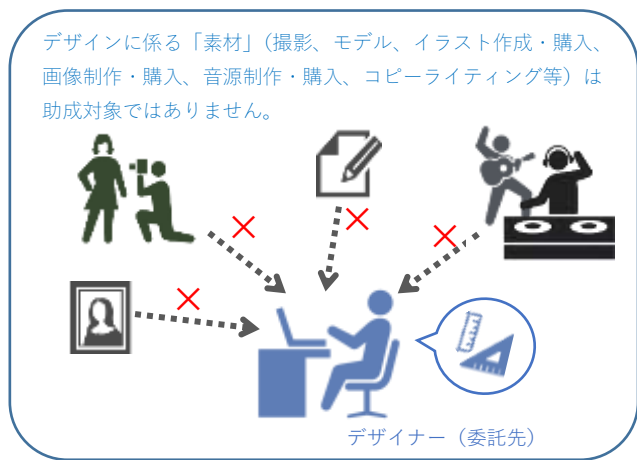 デザインに係る「素材」（撮影、モデル、イラスト作成・購入、
画像制作・購入、音源制作・購入、コピーライティング等）は
助成対象ではありません。
デザイナー（委託先）